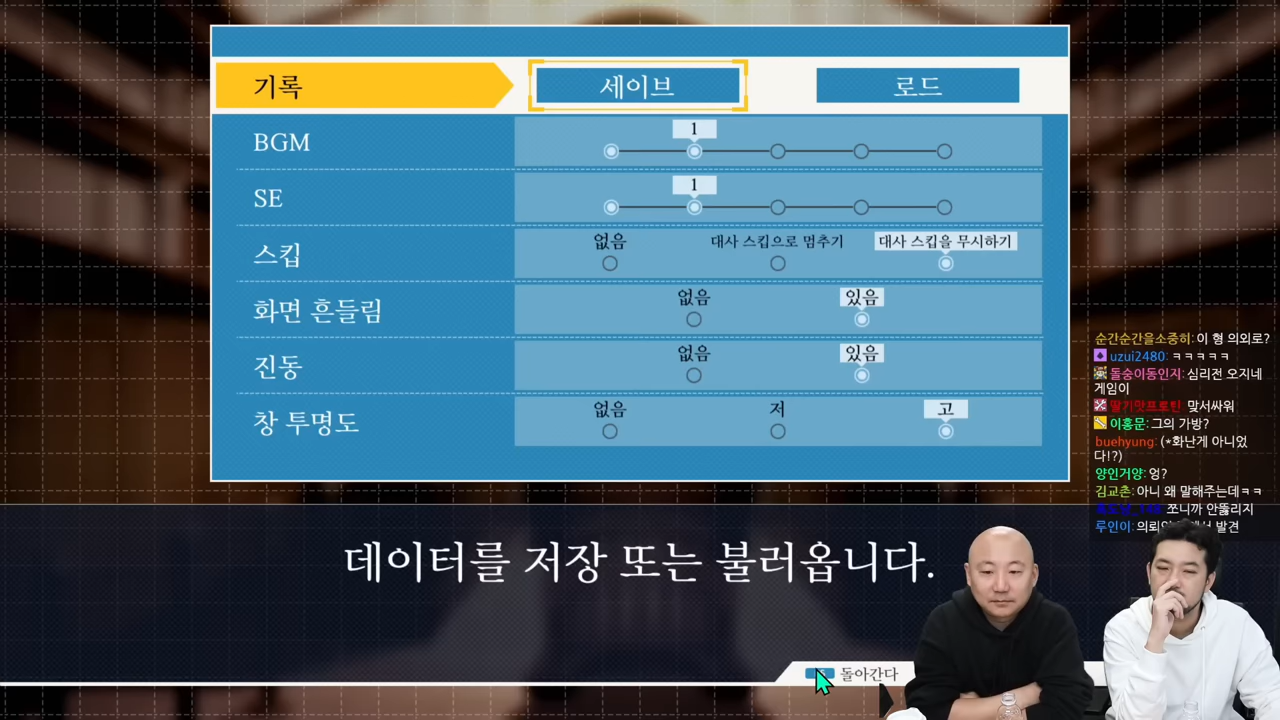 기록
세이브
로드
BGM
1
SE
1
스킵
없음
대사 스킵으로 멈추기
대사 스킵을 무시하기
화면 흔들림
없음
있음
진동
없음
있음
창 투명도
없음
저
고
데이터를 저장 또는 불러옵니다.
돌아간다
순간순간을소중히: 이 형 의외로?
uzui2480: ㅋㅋㅋㅋㅋ
돌숭이동인지: 심리전 오지네
게임이
딸기맛프로틴: 맞서싸워
이홍문: 그의 가방?
buehyung: (*화난게 아니었
다!?)
양인거양: 엉?
김교촌: 아니 왜 말해주는데ㅋㅋ
쪼니까 안뚫리지
루인이: 발견